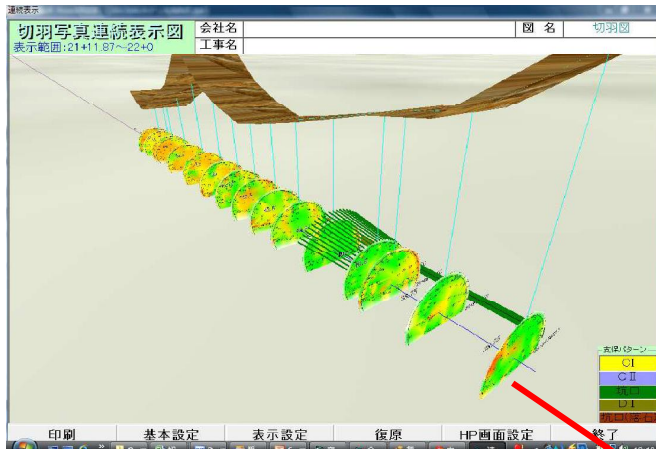 連続表示
切羽写真連続表示図
表示範囲:21+11.87～22+0
会社名
工事名
図 名
切羽図
支保パターン
CI
CⅡ
坑口
DI
印刷
基本設定
表示設定
復原
HP画面設定
終了